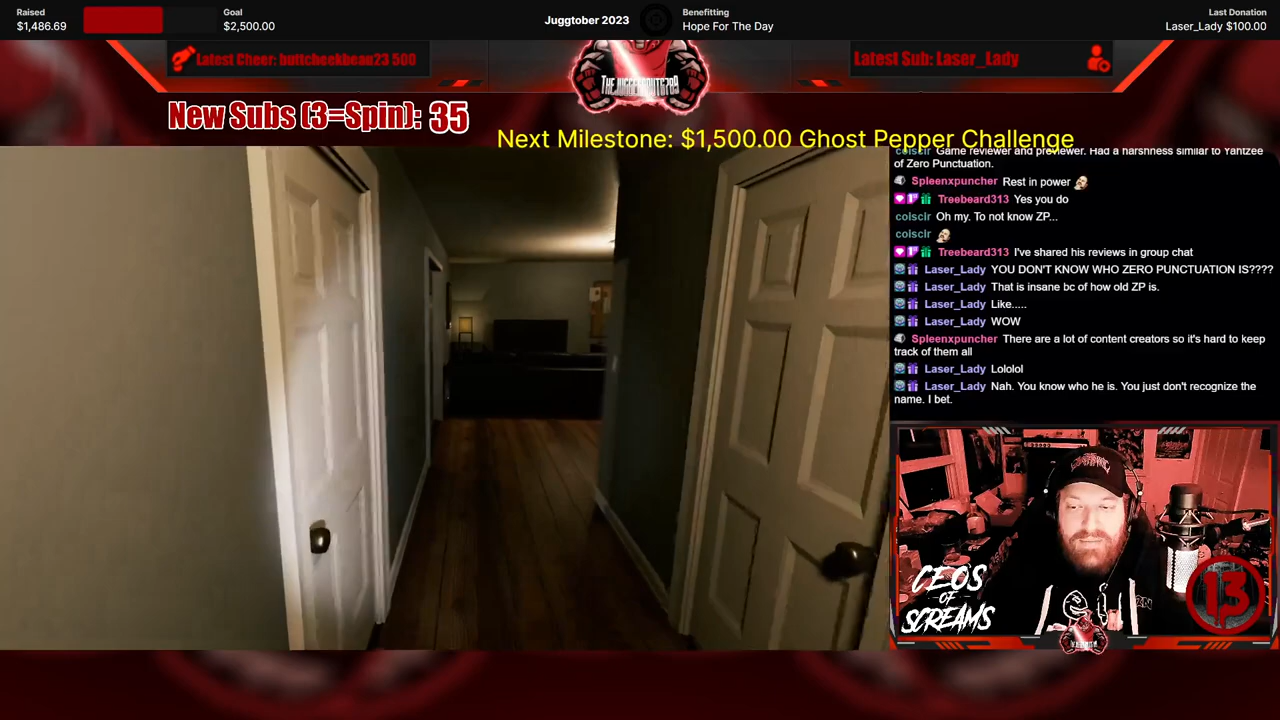 Raised
$1,486.69
Goal
$2,500.00
Juggtober 2023
Benefitting
Hope For The Day
Last Donation
Laser_Lady $100.00
Latest Cheer: buttcheekbeau23 500
THEJUGGERNAUT6789
Latest Sub: Laser_Lady
New Subs (3=Spin): 35
Next Milestone: $1,500.00 Ghost Pepper Challenge
colsclr Game reviewer and previewer. Had a harshness similar to Yahtzee
of Zero Punctuation.
Spleenxpuncher Rest in power
Treebeard313 Yes you do
colsclr Oh my. To not know ZP...
colsclr
Treebeard313 I've shared his reviews in group chat
Laser_Lady YOU DON'T KNOW WHO ZERO PUNCTUATION IS????
Laser_Lady That is insane bc of how old ZP is.
Laser_Lady Like.....
Laser_Lady WOW
Spleenxpuncher There are a lot of content creators so it's hard to keep
track of them all
Laser_Lady Lololol
Laser_Lady Nah. You know who he is. You just don't recognize the
name. I bet.
CEOS
OF
SCREAMS
13